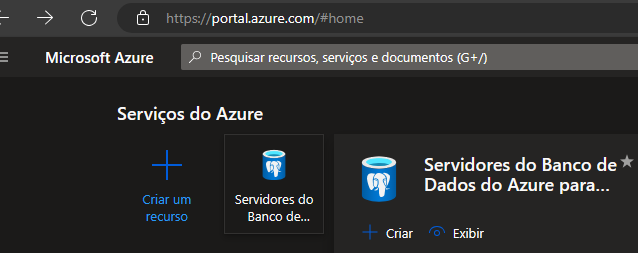 https://portal.azure.com/#home
Microsoft Azure
Pesquisar recursos, serviços e documentos (G+/)
Serviços do Azure
Criar um
recurso
Servidores do
Banco de...
Servidores do Banco de
Dados do Azure para...
Criar
Exibir